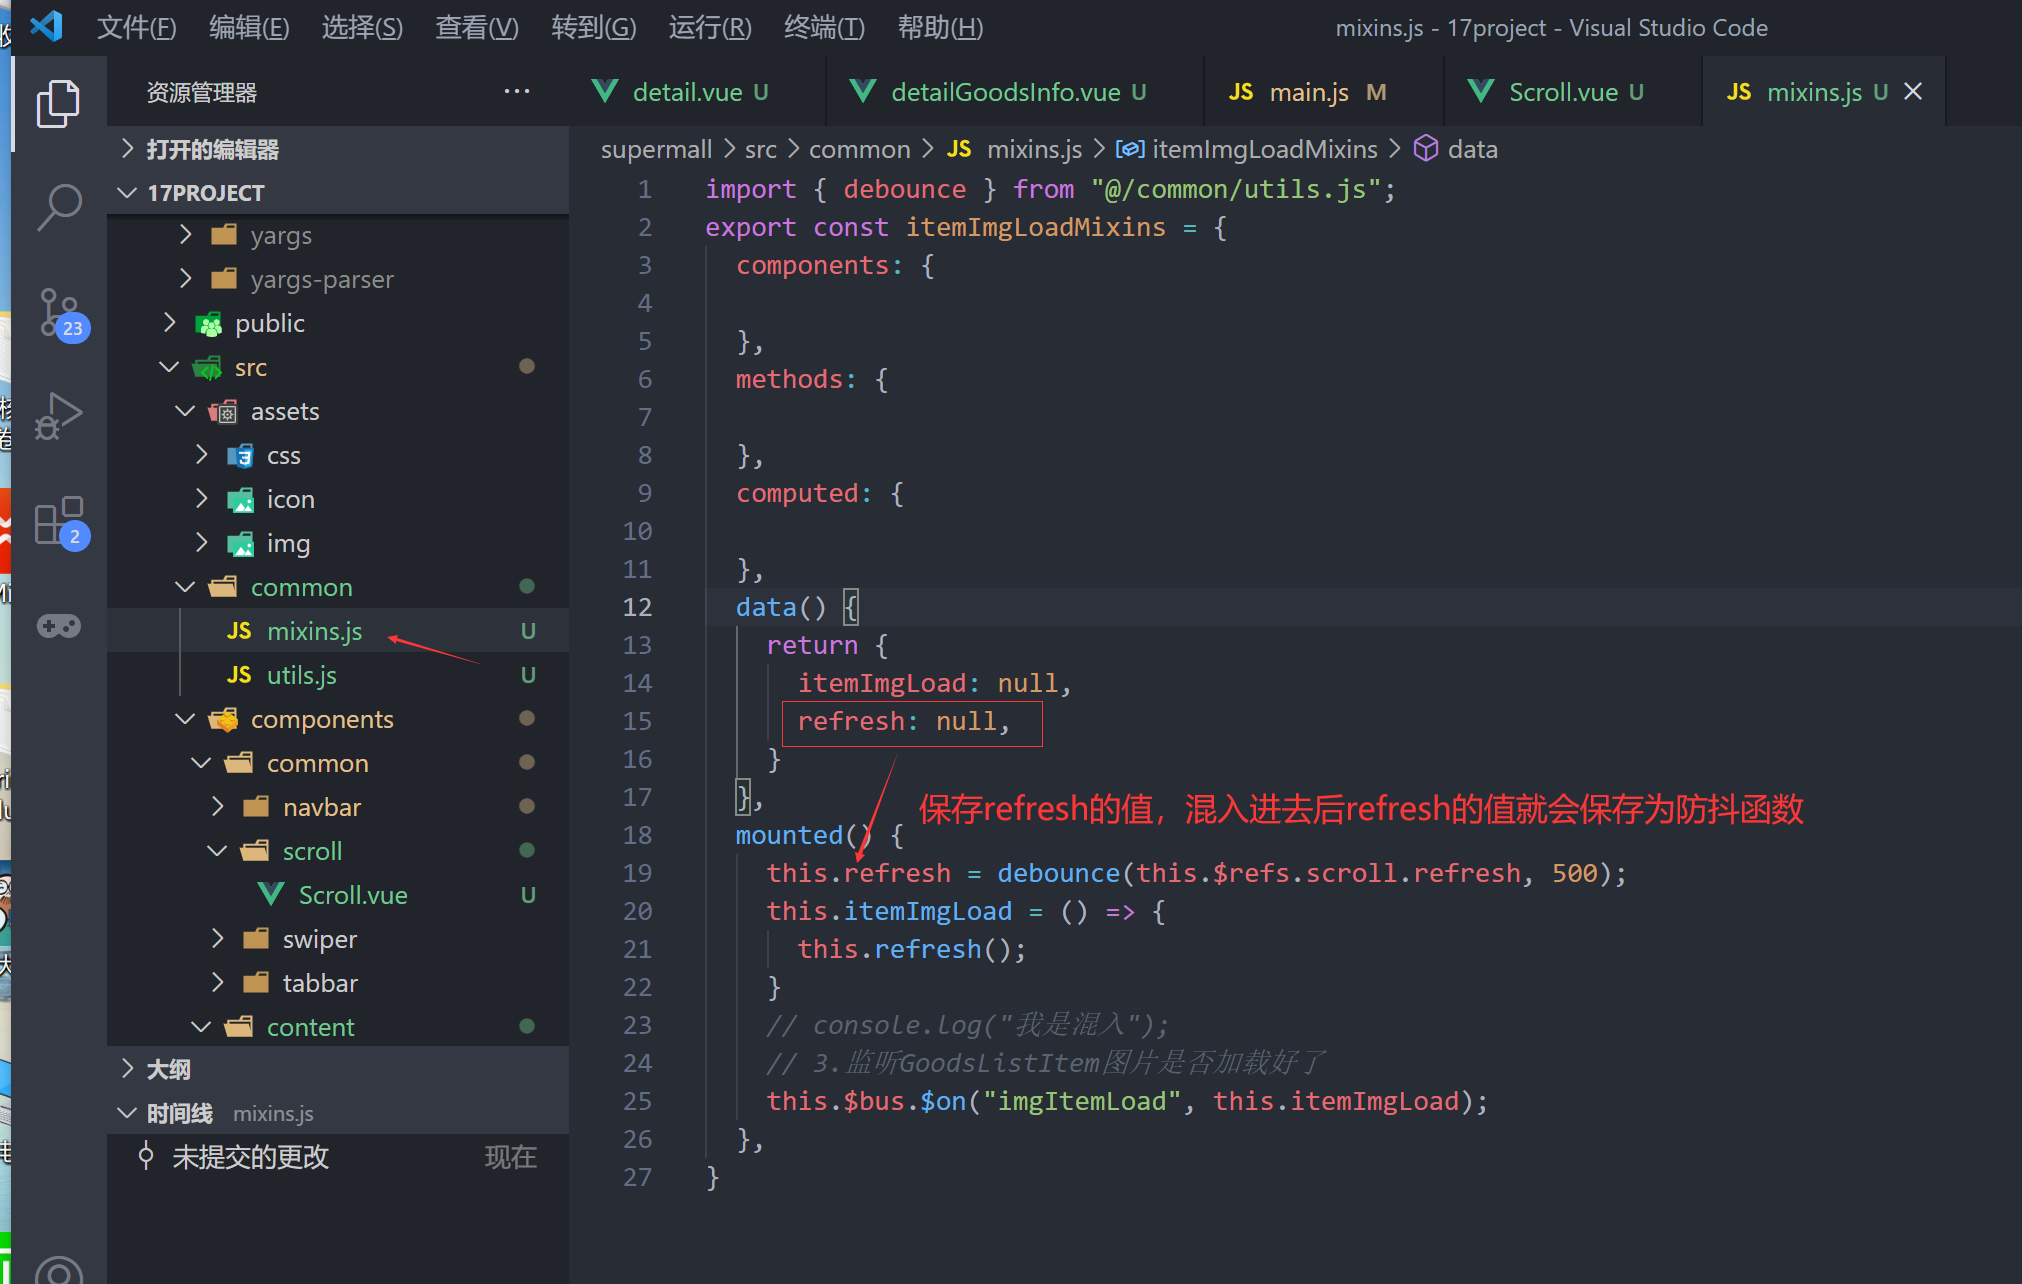 文件(F) 编辑(E) 选择(S) 查看(V) 转到(G) 运行(R) 终端(T) 帮助(H) mixins.js - 17project - Visual Studio Code
资源管理器 ··· detail.vue U detailGoodsInfo.vue U JS main.js M Scroll.vue U JS mixins.js U
打开的编辑器
supermall > src > common > JS mixins.js > itemImgLoadMixins > data
17PROJECT
yargs
yargs-parser
public
src
assets
css
icon
img
common
JS mixins.js U
JS utils.js U
components
common
navbar
scroll
Scroll.vue U
swiper
tabbar
content
大纲
时间线 mixins.js
未提交的更改 现在
23
2
1 import { debounce } from "@/common/utils.js";
2 export const itemImgLoadMixins = {
3 components: {
4
5 },
6 methods: {
7
8 },
9 computed: {
10
11 },
12 data() {
13 return {
14 itemImgLoad: null,
15 refresh: null,
16 }
17 },
保存refresh的值，混入进去后refresh的值就会保存为防抖函数
18 mounted() {
19 this.refresh = debounce(this.$refs.scroll.refresh, 500);
20 this.itemImgLoad = () => {
21 this.refresh();
22 }
23 // console.log("我是混入");
24 // 3.监听GoodsListItem图片是否加载好了
25 this.$bus.$on("imgItemLoad", this.itemImgLoad);
26 },
27 }